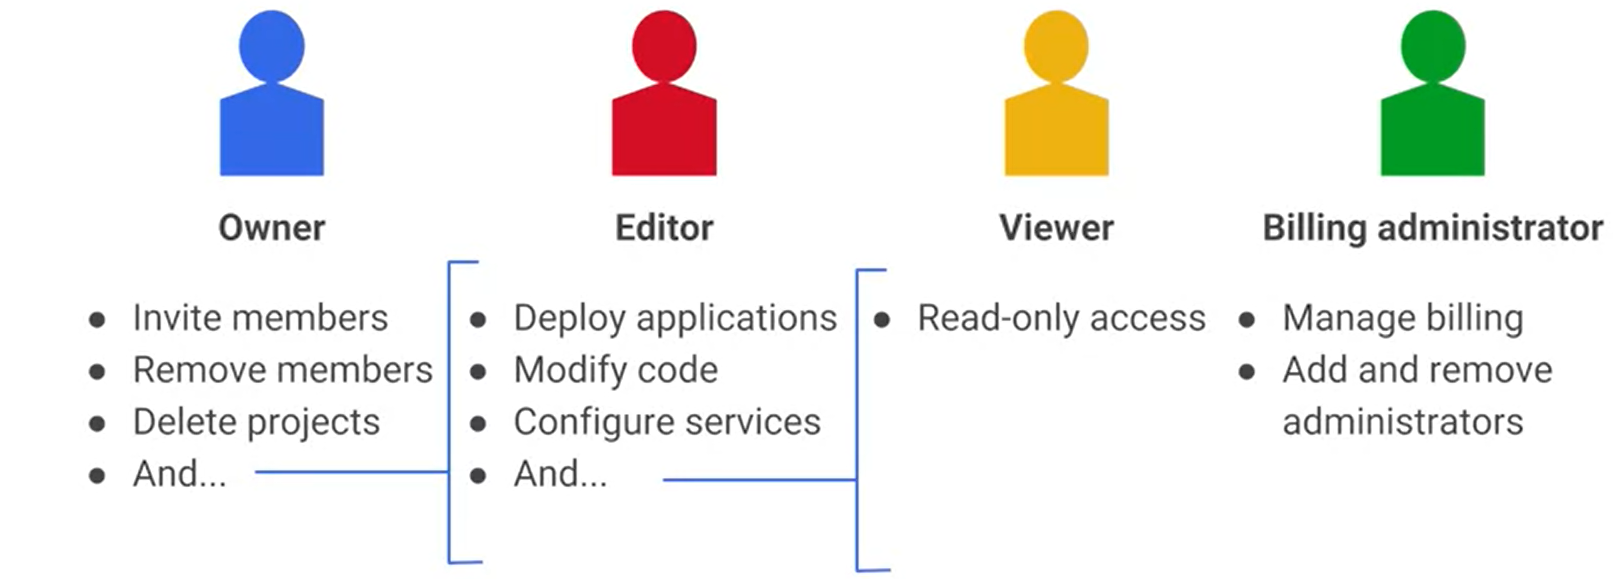 Owner
Invite members
Remove members
Delete projects
And...
Editor
Deploy applications
Modify code
Configure services
And...
Viewer
Read-only access
Billing administrator
Manage billing
Add and remove
administrators